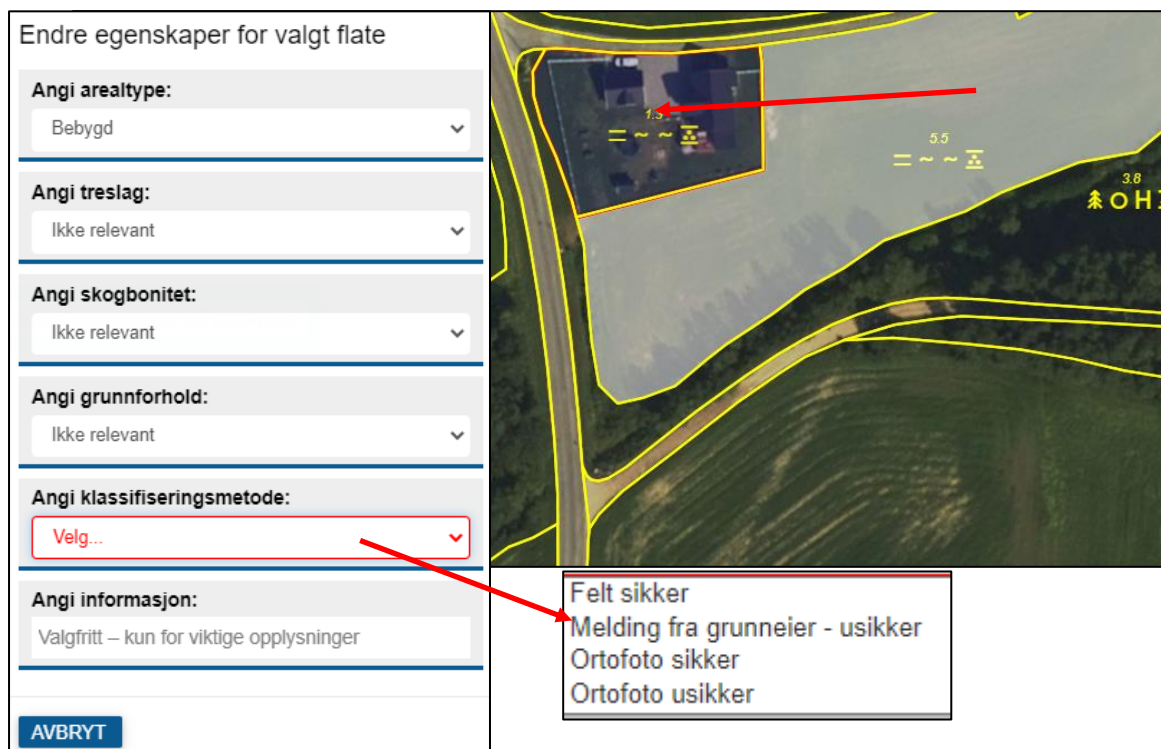 Endre egenskaper for valgt flate
Angi arealtype:
Bebygd
Angi treslag:
Ikke relevant
Angi skogbonitet:
Ikke relevant
Angi grunnforhold:
Ikke relevant
Angi klassifiseringsmetode:
Velg...
Angi informasjon:
Valgfritt – kun for viktige opplysninger
AVBRYT
5.5
3.8
H
Felt sikker
Melding fra grunneier - usikker
Ortofoto sikker
Ortofoto usikker